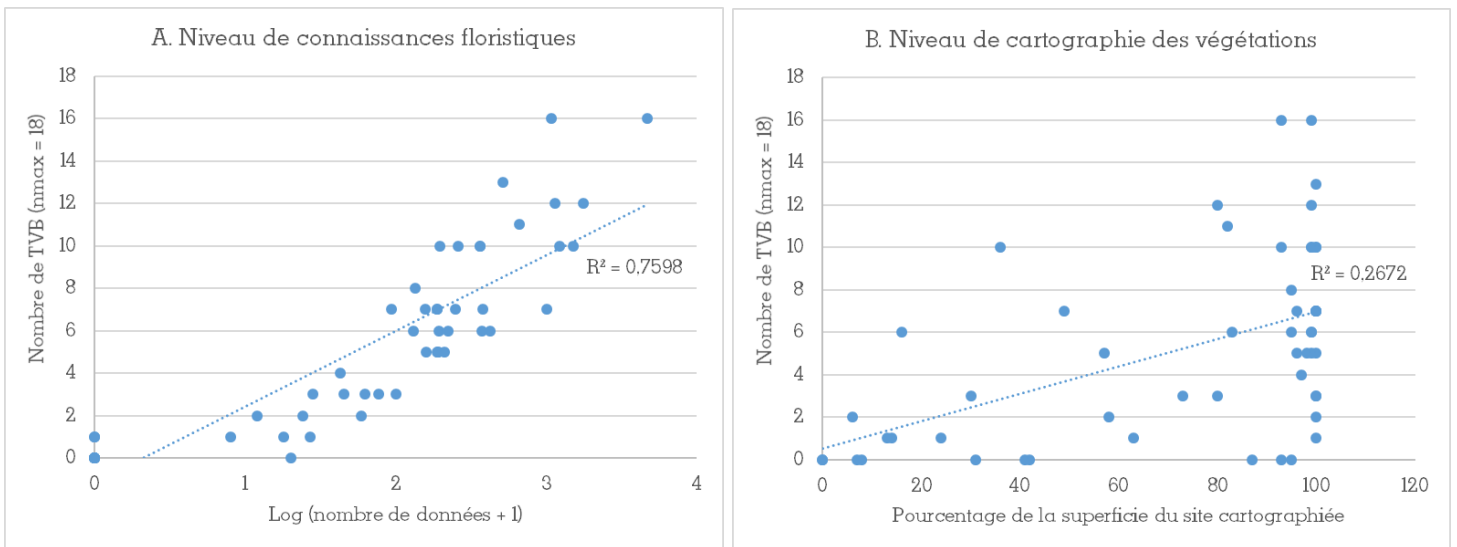 A. Niveau de connaissances floristiques
Nombre de TVB (nmax = 18)
18
16
14
12
10
8
6
4
2
0
R² = 0,7598
0 1 2 3 4
Log (nombre de données + 1)
B. Niveau de cartographie des végétations
Nombre de TVB (nmax = 18)
18
16
14
12
10
8
6
4
2
0
R² = 0,2672
0 20 40 60 80 100 120
Pourcentage de la superficie du site cartographiée